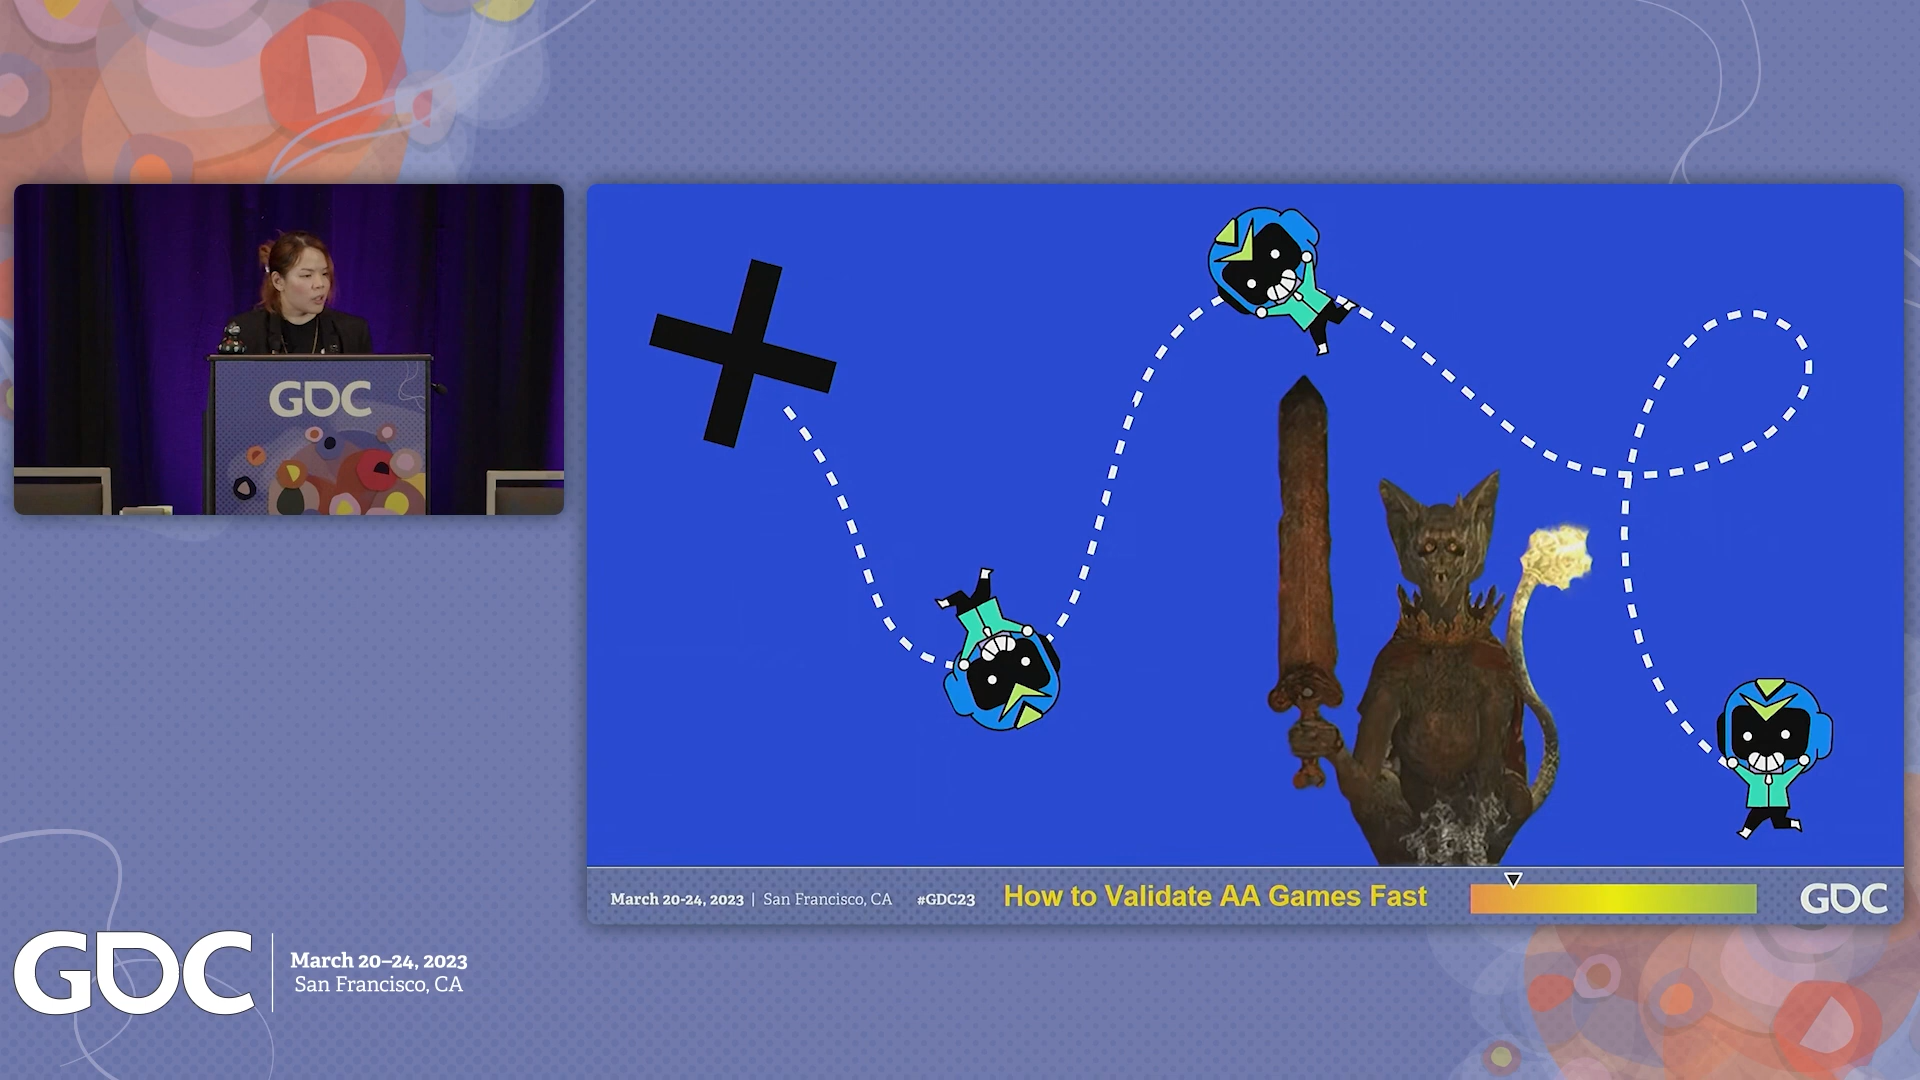 GDC
March 20-24, 2023 | San Francisco, CA #GDC23 How to Validate AA Games Fast GDC
GDC
March 20–24, 2023
San Francisco, CA